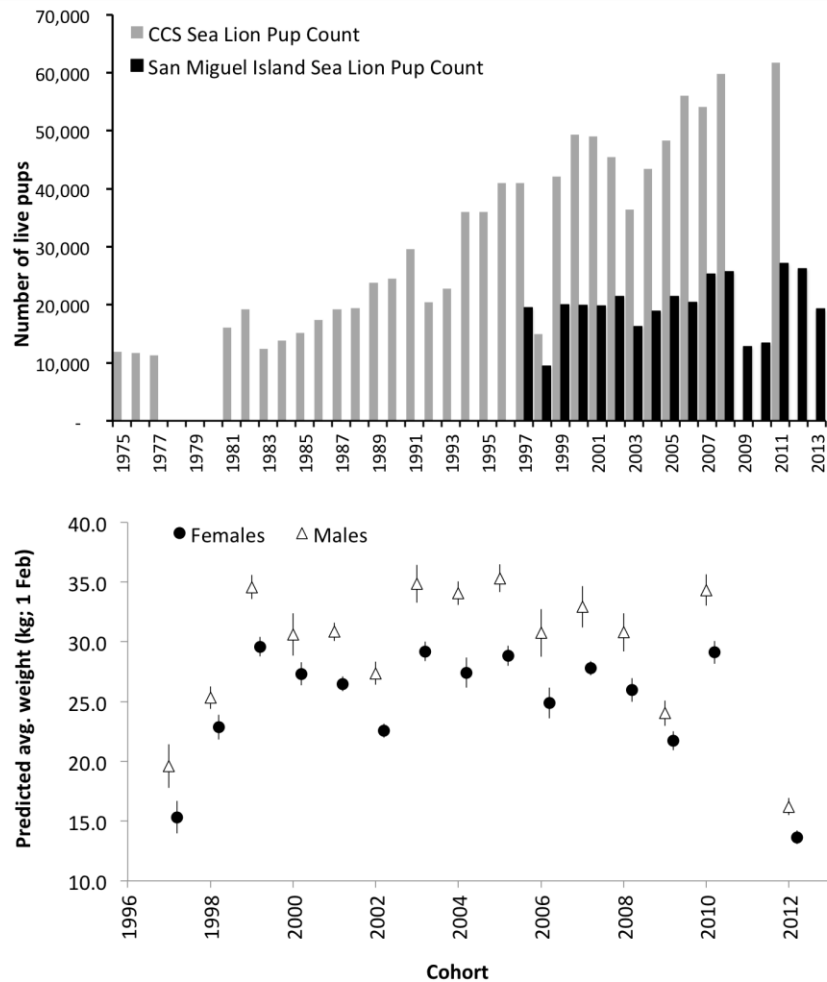 70,000
CCS Sea Lion Pup Count
San Miguel Island Sea Lion Pup Count
60,000
50,000
40,000
30,000
20,000
10,000
-
Number of live pups
1975 1977 1979 1981 1983 1985 1987 1989 1991 1993 1995 1997 1999 2001 2003 2005 2007 2009 2011 2013
40.0
Females Males
35.0
30.0
25.0
20.0
15.0
10.0
Predicted avg. weight (kg; 1 Feb)
1996 1998 2000 2002 2004 2006 2008 2010 2012
Cohort